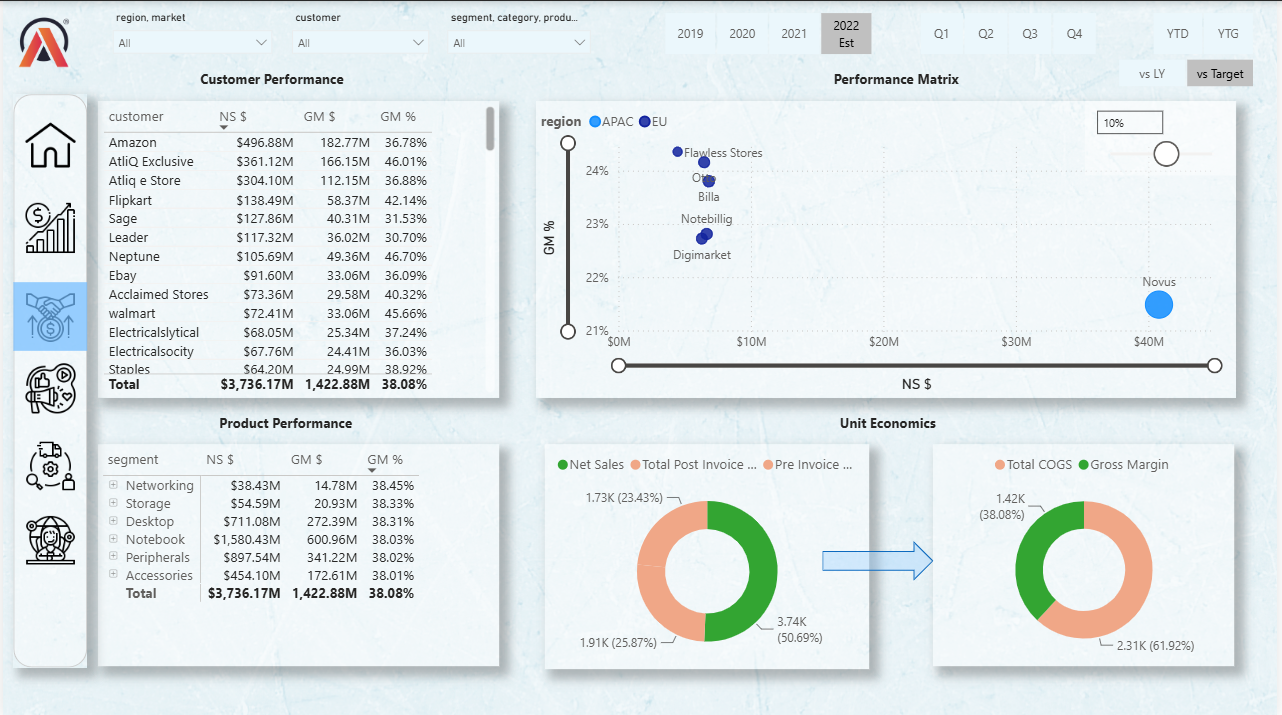 region, market
customer
segment, category, produ...
All
All
All
2019 2020 2021 2022 Est
Q1 Q2 Q3 Q4
YTD YTG
vs LY vs Target
Customer Performance
customer NS $ GM $ GM %
Amazon $496.88M 182.77M 36.78%
AtliQ Exclusive $361.12M 166.15M 46.01%
Atliq e Store $304.10M 112.15M 36.88%
Flipkart $138.49M 58.37M 42.14%
Sage $127.86M 40.31M 31.53%
Leader $117.32M 36.02M 30.70%
Neptune $105.69M 49.36M 46.70%
Ebay $91.60M 33.06M 36.09%
Acclaimed Stores $73.36M 29.58M 40.32%
walmart $72.41M 33.06M 45.66%
Electricalslytical $68.05M 25.34M 37.24%
Electricalsocity $67.76M 24.41M 36.03%
Staples $64.20M 24.99M 38.92%
Total $3,736.17M 1,422.88M 38.08%
Performance Matrix
region APAC EU
10%
24%
23%
22%
21%
GM %
Flawless Stores
Otto
Billa
Notebillig
Digimarket
Novus
$0M $10M $20M $30M $40M
NS $
Product Performance
segment NS $ GM $ GM %
Networking $38.43M 14.78M 38.45%
Storage $54.59M 20.93M 38.33%
Desktop $711.08M 272.39M 38.31%
Notebook $1,580.43M 600.96M 38.03%
Peripherals $897.54M 341.22M 38.02%
Accessories $454.10M 172.61M 38.01%
Total $3,736.17M 1,422.88M 38.08%
Unit Economics
Net Sales Total Post Invoice ... Pre Invoice ...
1.73K (23.43%)
1.91K (25.87%)
3.74K
(50.69%)
Total COGS Gross Margin
1.42K
(38.08%)
2.31K (61.92%)